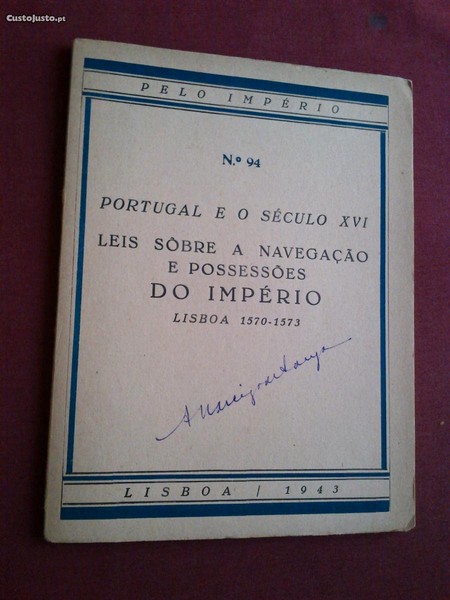 CustoJusto.pt
PELO IMPÉRIO
N.º 94
PORTUGAL E O SÉCULO XVI
LEIS SÔBRE A NAVEGAÇÃO
E POSSESSÕES
DO IMPÉRIO
LISBOA 1570-1573
LISBOA / 1943